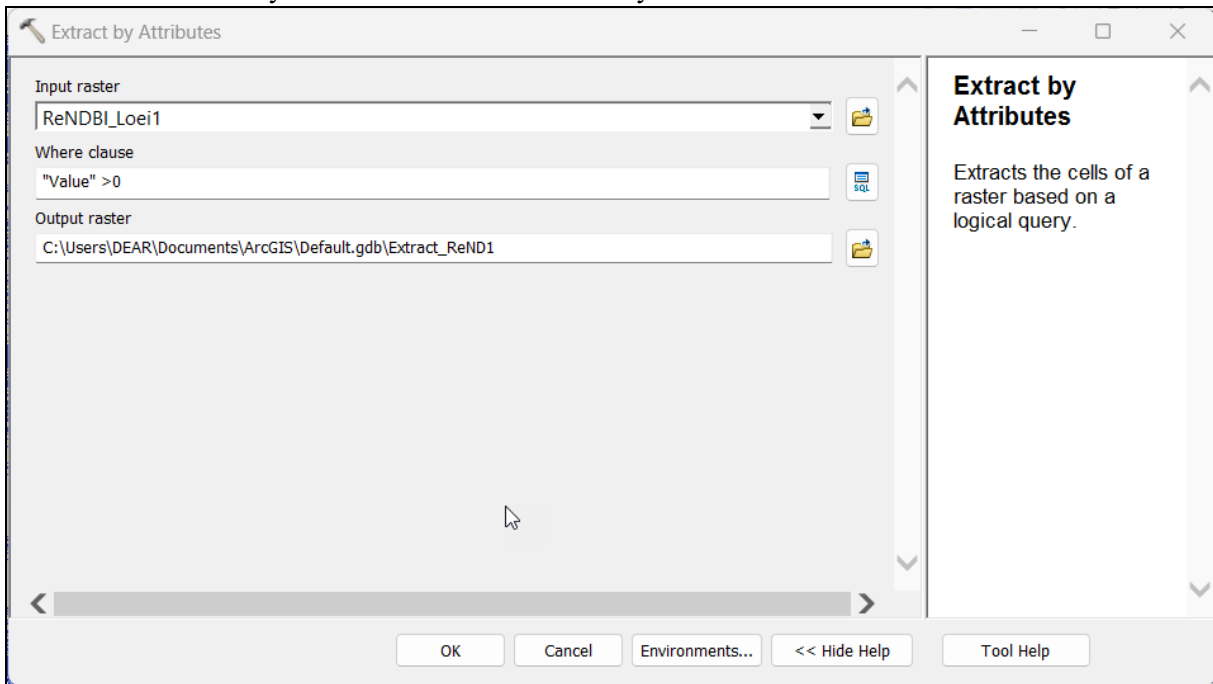 Extract by Attributes
Input raster
ReNDBI_Loei1
Where clause
"Value" >0
SQL
Output raster
C:\Users\DEAR\Documents\ArcGIS\Default.gdb\Extract_ReND1
Extract by
Attributes
Extracts the cells of a
raster based on a
logical query.
OK Cancel Environments... << Hide Help Tool Help